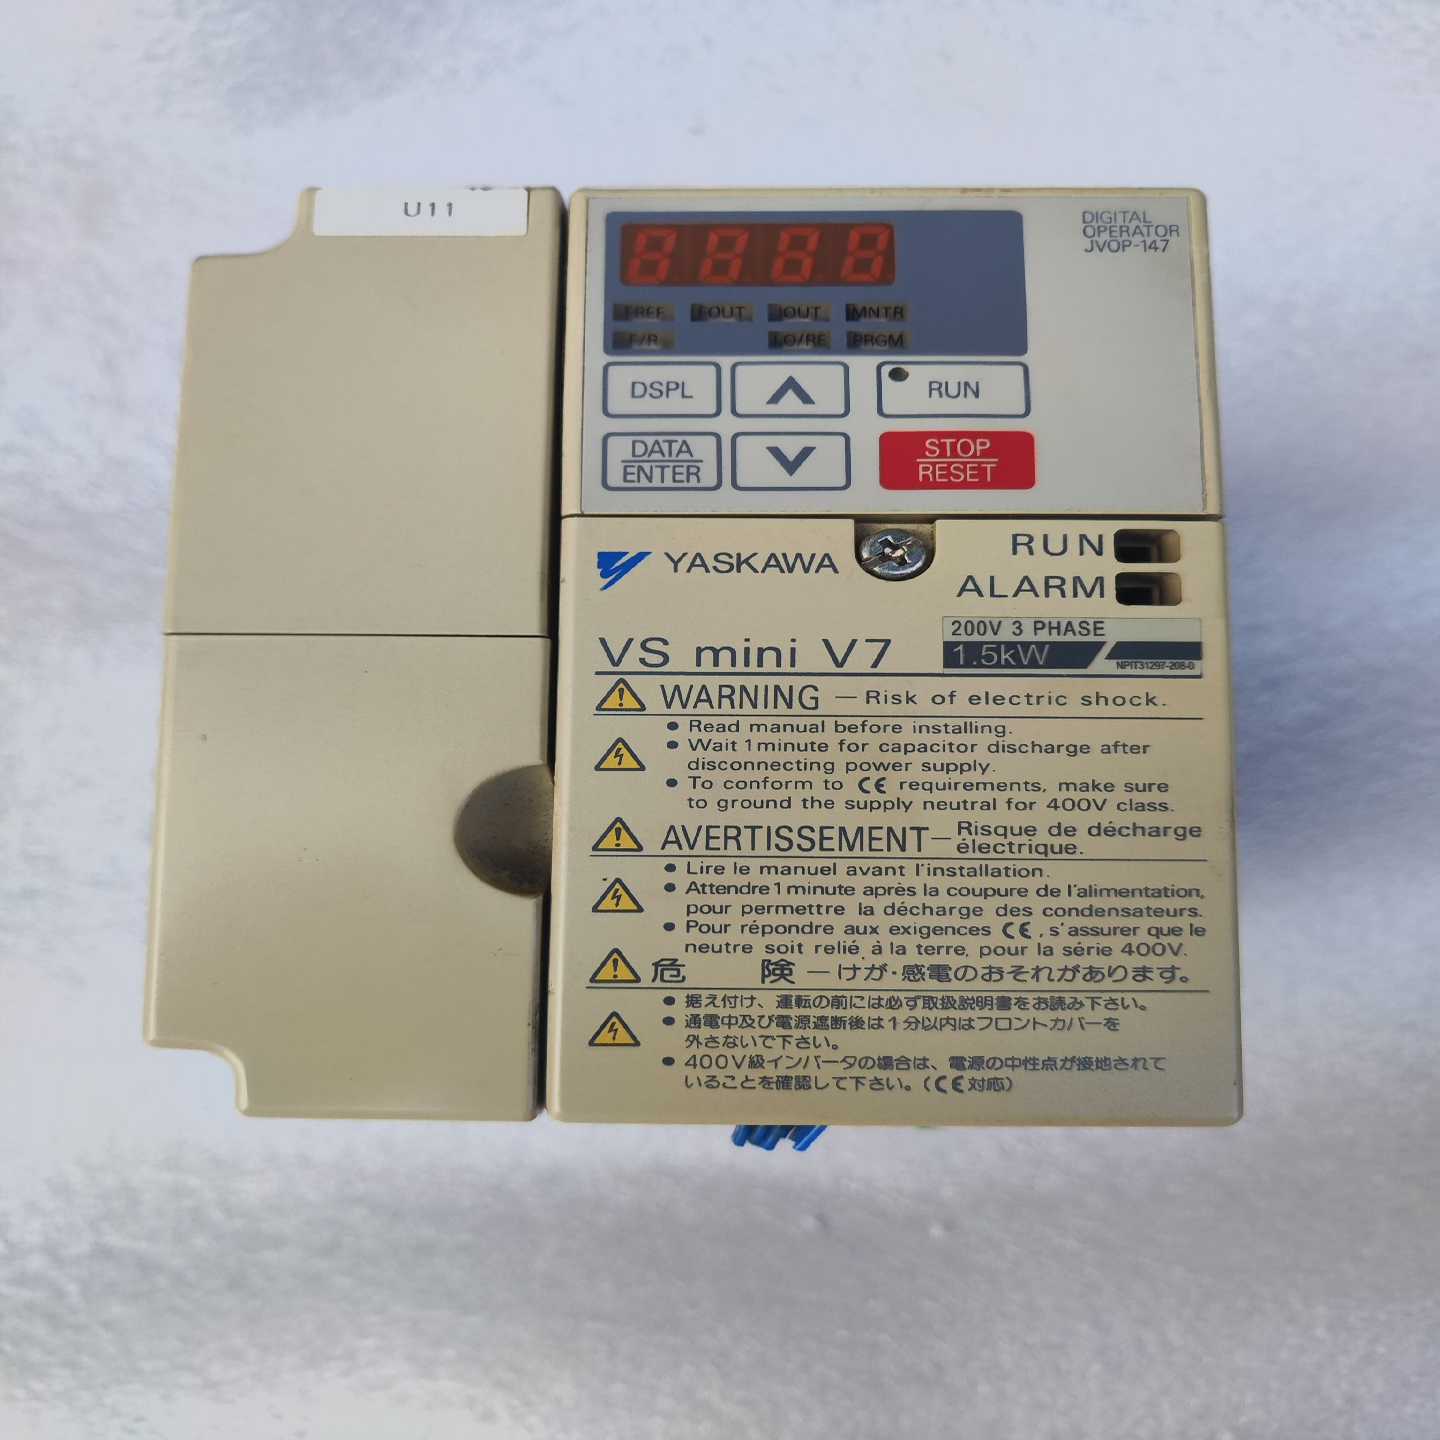 U11
8888
DIGITAL
OPERATOR
JVOP-147
FREF FOUT IOUT MNTR
F/R LO/RE PRGM
DSPL
RUN
DATA
ENTER
STOP
RESET
YASKAWA
RUN
ALARM
VS mini V7
200V 3 PHASE
1.5kW
NPIT31297-208-0
WARNING — Risk of electric shock.
● Read manual before installing.
● Wait 1 minute for capacitor discharge after
disconnecting power supply.
● To conform to CE requirements, make sure
to ground the supply neutral for 400V class.
AVERTISSEMENT — Risque de décharge
électrique.
● Lire le manuel avant l'installation.
● Attendre 1 minute après la coupure de l'alimentation,
pour permettre la décharge des condensateurs.
● Pour répondre aux exigences CE, s'assurer que le
neutre soit relié à la terre, pour la série 400V.
危 険 — けが・感電のおそれがあります。
● 据え付け、運転の前には必ず取扱説明書をお読み下さい。
● 通電中及び電源遮断後は1分以内はフロントカバーを
外さないで下さい。
● 400V級インバータの場合は、電源の中性点が接地されて
いることを確認して下さい。(CE対応)